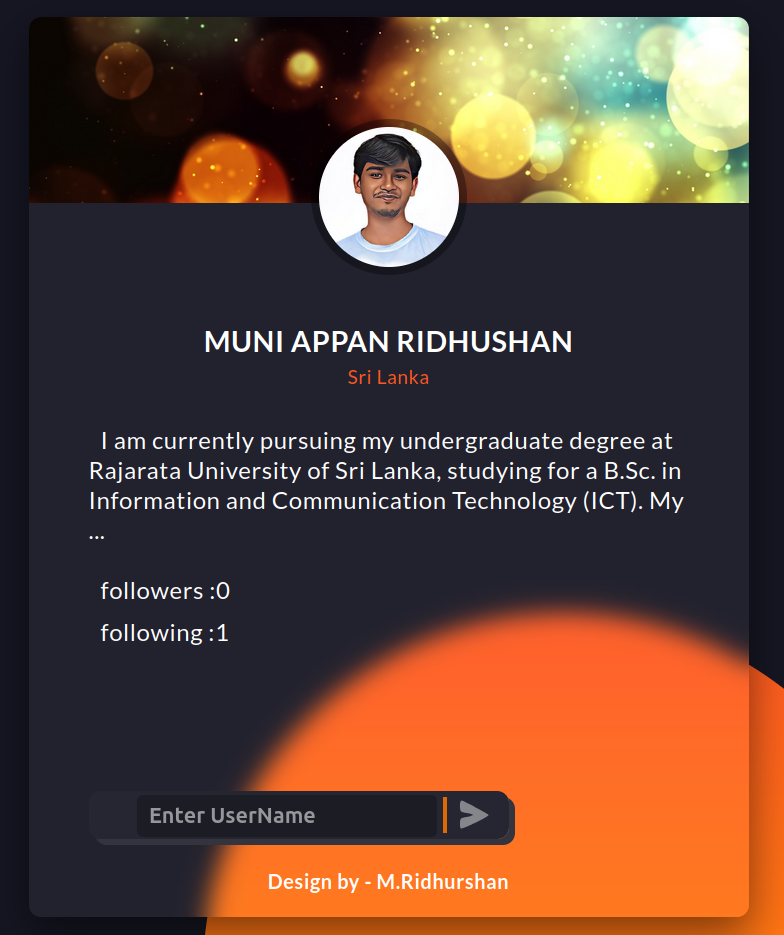 MUNI APPAN RIDHUSHAN
Sri Lanka
I am currently pursuing my undergraduate degree at
Rajarata University of Sri Lanka, studying for a B.Sc. in
Information and Communication Technology (ICT). My
...
followers :0
following :1
Enter UserName
Design by - M.Ridhurshan